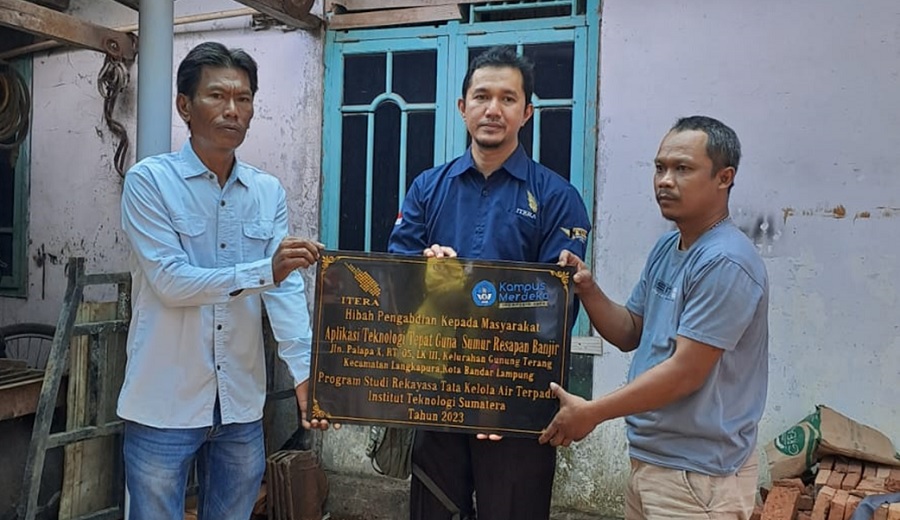 ITERA
ITERA
Kampus
Merdeka
Hibah Pengabdian Kepada Masyarakat
Aplikasi Teknologi Tepat Guna Sumur Resapan Banjir
Jln. Palapa X, RT 05, LK III, Kelurahan Gunung Terang
Kecamatan Langkapura,Kota Bandar Lampung
Program Studi Rekayasa Tata Kelola Air Terpadu
Institut Teknologi Sumatera
Tahun 2023